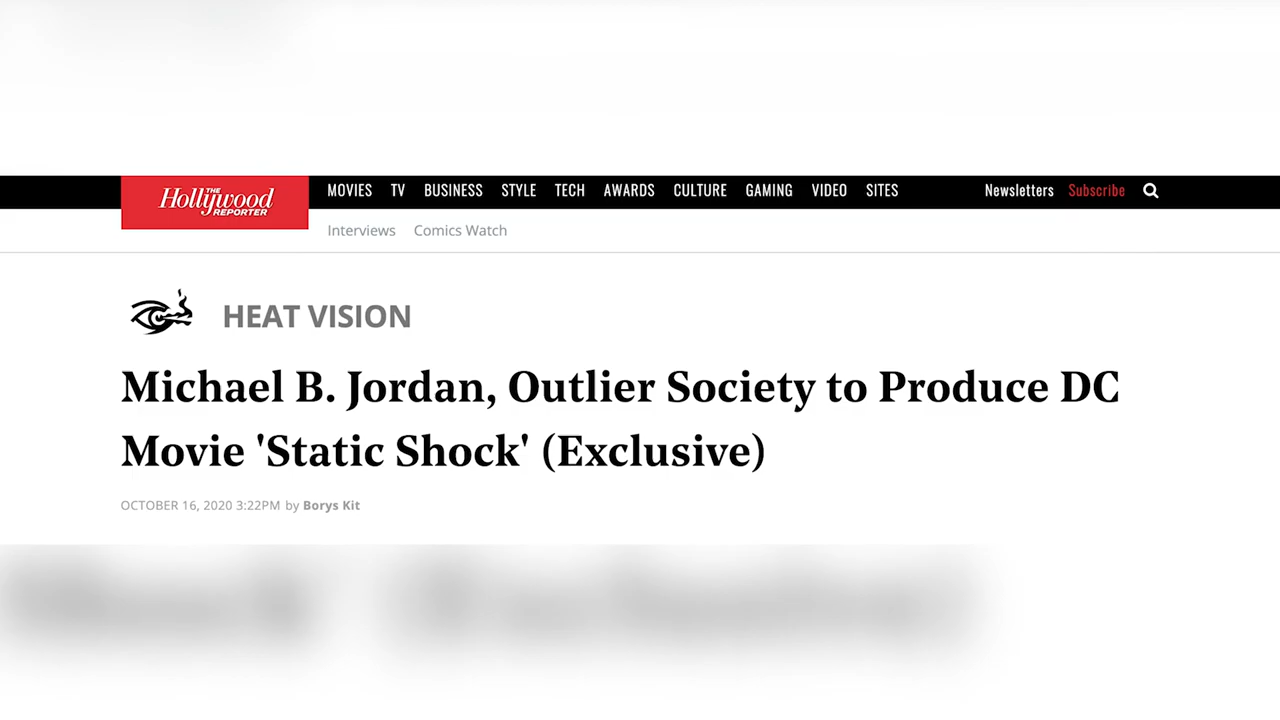 THE
Hollywood
REPORTER
MOVIES TV BUSINESS STYLE TECH AWARDS CULTURE GAMING VIDEO SITES Newsletters Subscribe
Interviews Comics Watch
HEAT VISION
Michael B. Jordan, Outlier Society to Produce DC
Movie 'Static Shock' (Exclusive)
OCTOBER 16, 2020 3:22PM by Borys Kit